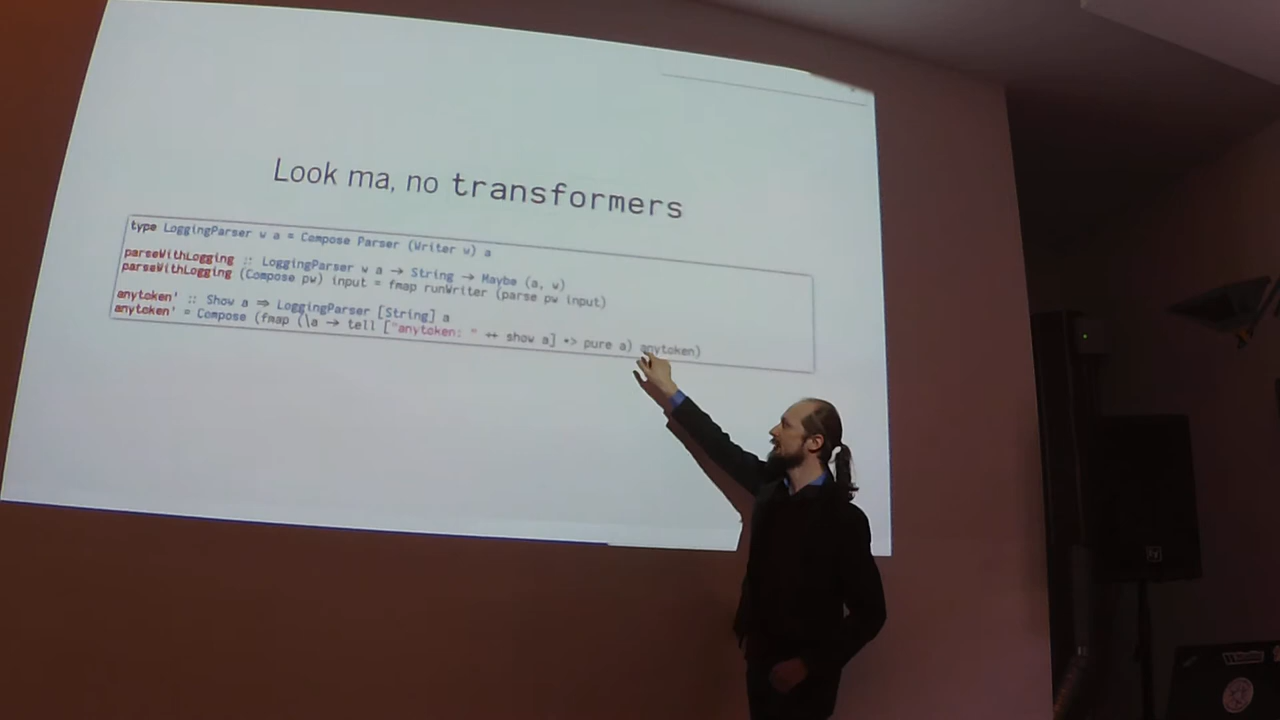 Look ma, no transformers
type LoggingParser w a = Compose Parser (Writer w) a
parseWithLogging :: LoggingParser w a → String → Maybe (a, w)
parseWithLogging (Compose pw) input = fmap runWriter (parse pw input)
anytoken' :: Show a ⇒ LoggingParser [String] a
anytoken' = Compose (fmap (\a → tell ["anytoken: " ++ show a] *> pure a) anytoken)